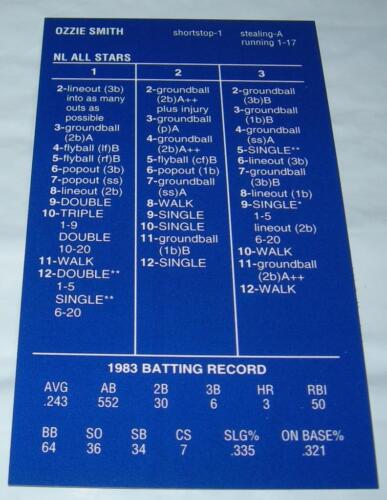 OZZIE SMITH shortstop-1 stealing-A
running 1-17
NL ALL STARS
1
2-lineout (3b)
into as many
outs as
possible
3-groundball
(2b)A
4-flyball (lf)B
5-flyball (rf)B
6-popout (3b)
7-popout (ss)
8-lineout (2b)
9-DOUBLE
10-TRIPLE
1-9
DOUBLE
10-20
11-WALK
12-DOUBLE**
1-5
SINGLE**
6-20
2
2-groundball
(2b)A++
plus injury
3-groundball
(p)A
4-groundball
(2b)A++
5-flyball (cf)B
6-popout (1b)
7-groundball
(ss)A
8-WALK
9-SINGLE
10-SINGLE
11-groundball
(1b)B
12-SINGLE
3
2-groundball
(3b)B
3-groundball
(1b)B
4-groundball
(ss)A
5-SINGLE**
6-lineout (3b)
7-groundball
(3b)B
8-lineout (1b)
9-SINGLE*
1-5
lineout (2b)
6-20
10-WALK
11-groundball
(2b)A++
12-WALK
1983 BATTING RECORD
AVG AB 2B 3B HR RBI
.243 552 30 6 3 50
BB SO SB CS SLG% ON BASE%
64 36 34 7 .335 .321